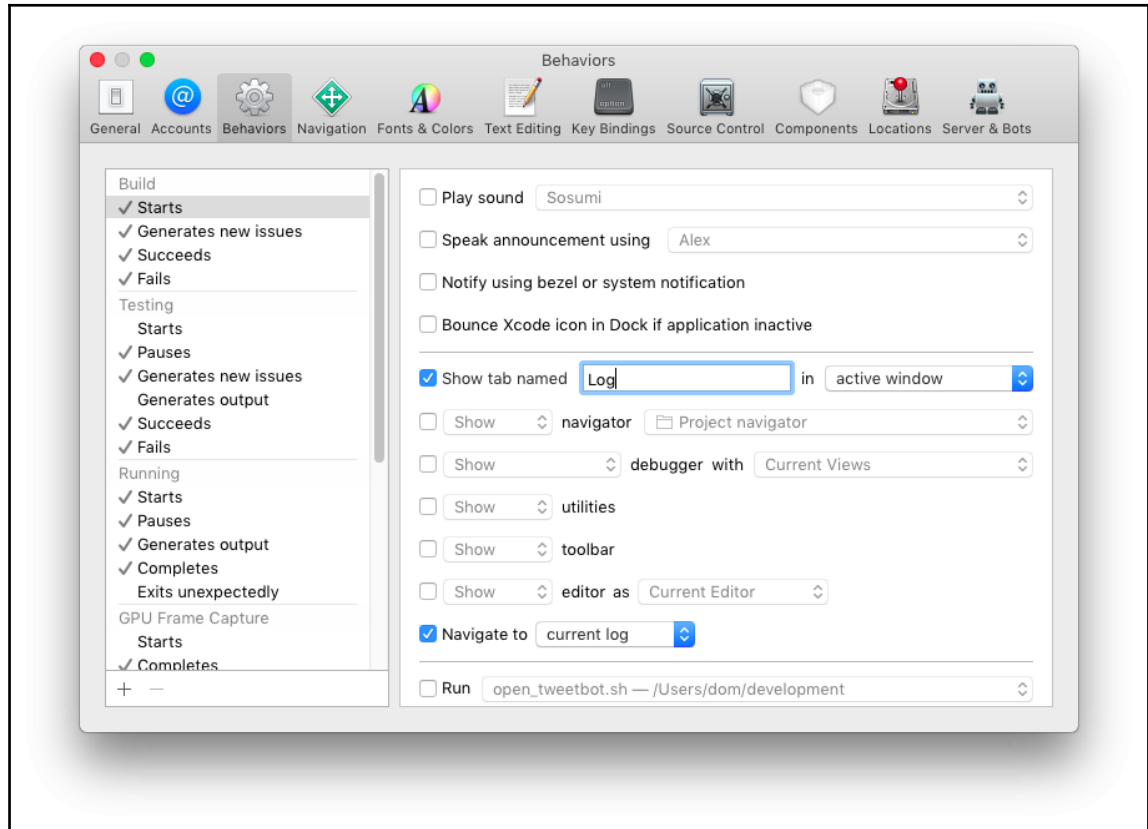 Behaviors
General Accounts Behaviors Navigation Fonts & Colors Text Editing Key Bindings Source Control Components Locations Server & Bots
Build
Starts
Generates new issues
Succeeds
Fails
Testing
Starts
Pauses
Generates new issues
Generates output
Succeeds
Fails
Running
Starts
Pauses
Generates output
Completes
Exits unexpectedly
GPU Frame Capture
Starts
Completes
Play sound Sosumi
Speak announcement using Alex
Notify using bezel or system notification
Bounce Xcode icon in Dock if application inactive
Show tab named Log in active window
Show navigator Project navigator
Show debugger with Current Views
Show utilities
Show toolbar
Show editor as Current Editor
Navigate to current log
Run open_tweetbot.sh — /Users/dom/development